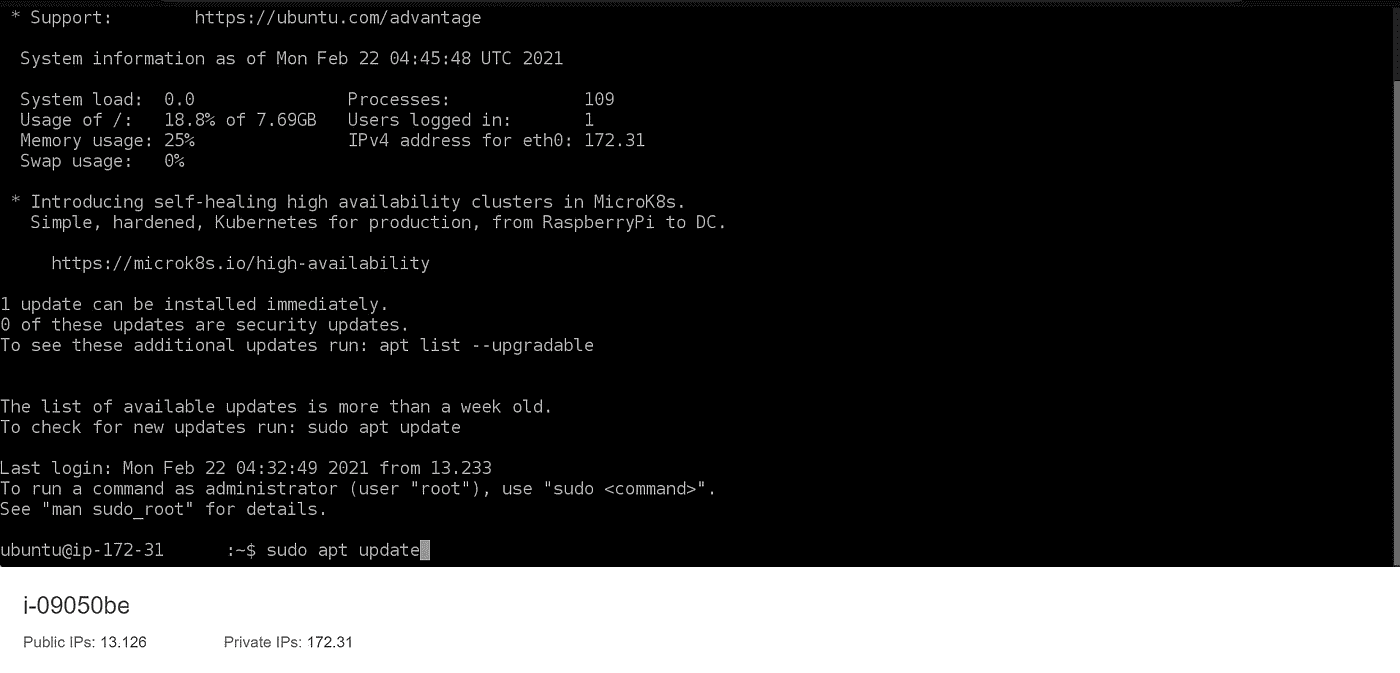 * Support: https://ubuntu.com/advantage
System information as of Mon Feb 22 04:45:48 UTC 2021
System load: 0.0 Processes: 109
Usage of /: 18.8% of 7.69GB Users logged in: 1
Memory usage: 25% IPv4 address for eth0: 172.31
Swap usage: 0%
* Introducing self-healing high availability clusters in MicroK8s.
Simple, hardened, Kubernetes for production, from RaspberryPi to DC.
https://microk8s.io/high-availability
1 update can be installed immediately.
0 of these updates are security updates.
To see these additional updates run: apt list --upgradable
The list of available updates is more than a week old.
To check for new updates run: sudo apt update
Last login: Mon Feb 22 04:32:49 2021 from 13.233
To run a command as administrator (user "root"), use "sudo <command>".
See "man sudo_root" for details.
ubuntu@ip-172-31 :~$ sudo apt update
i-09050be
Public IPs: 13.126 Private IPs: 172.31